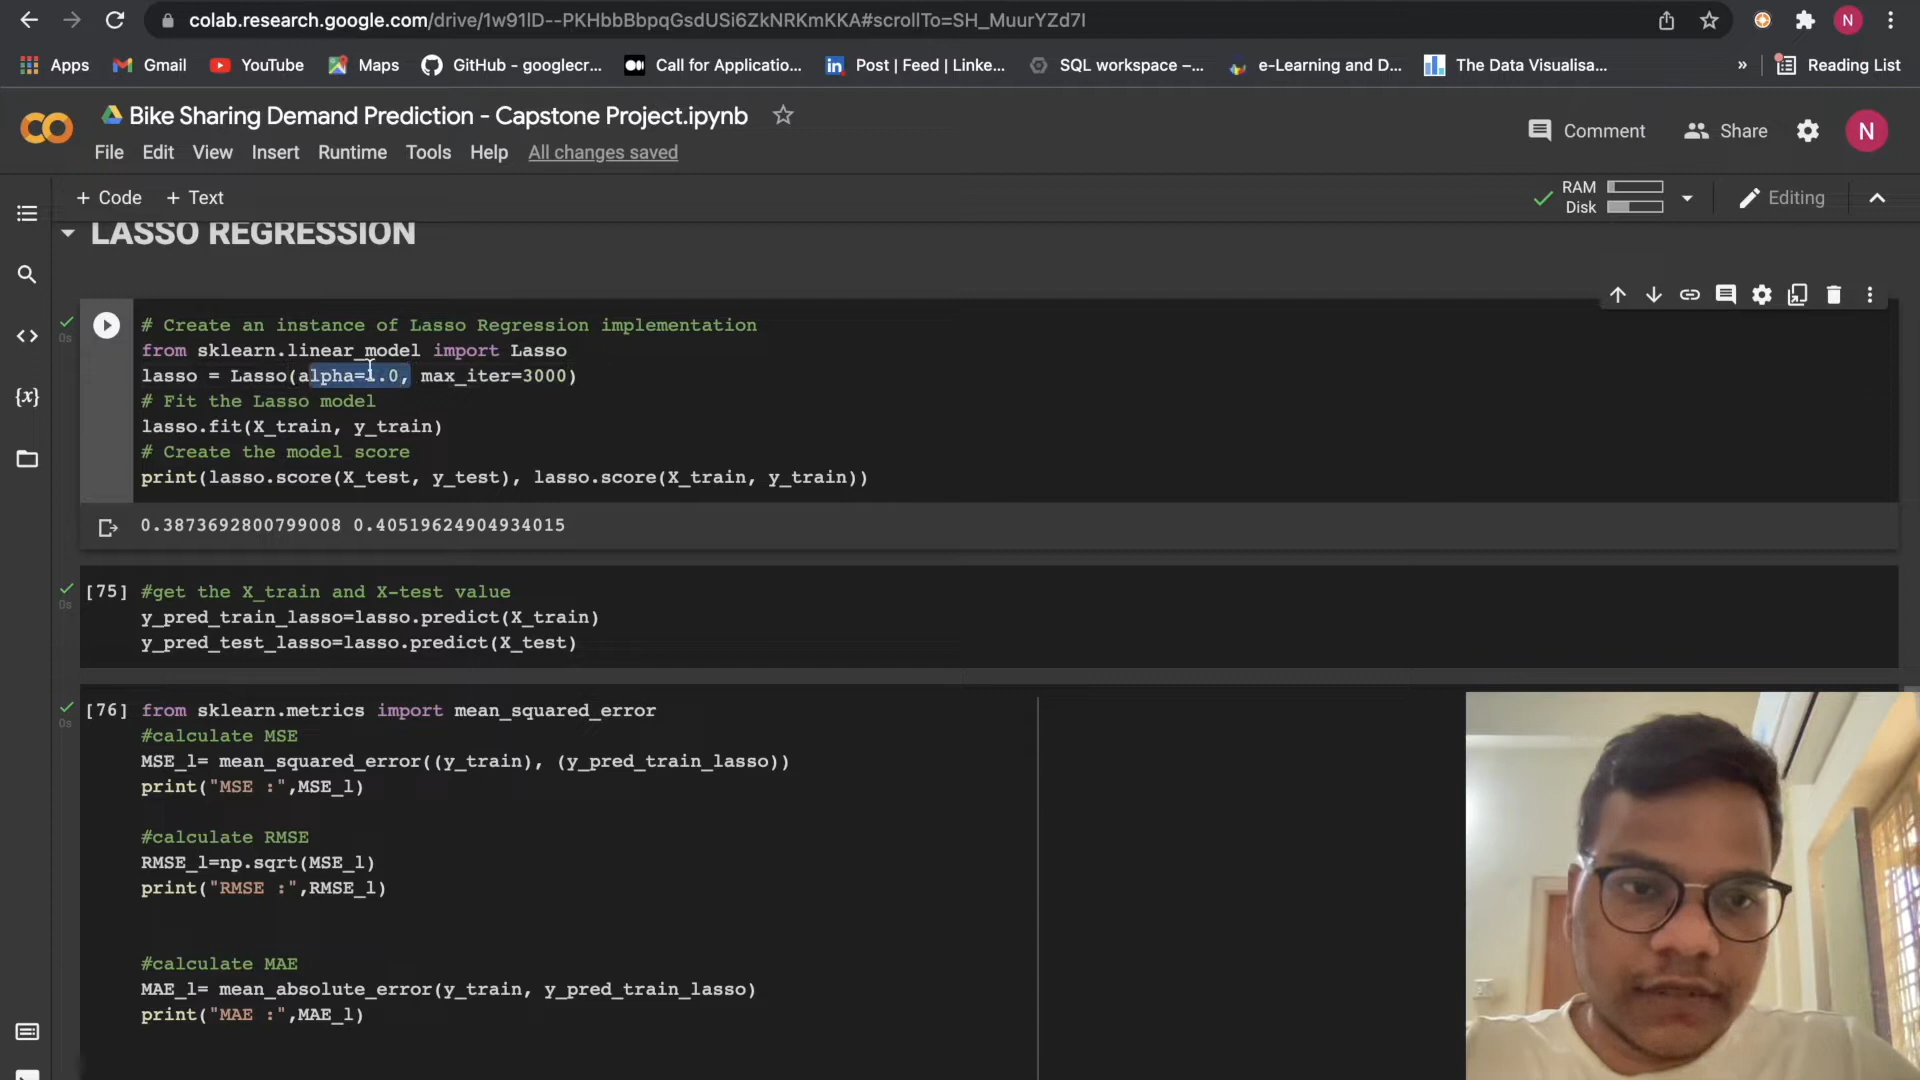 colab.research.google.com/drive/1w91lD--PKHbbBbpqGsdUSi6ZkNRKmKKA#scrollTo=SH_MuurYZd7I
N
Apps Gmail YouTube Maps GitHub - googlecr... Call for Applicatio... Post | Feed | Linke... SQL workspace –... e-Learning and D... The Data Visualisa... » Reading List
Bike Sharing Demand Prediction - Capstone Project.ipynb
Comment Share N
File Edit View Insert Runtime Tools Help All changes saved
+ Code + Text
RAM
Disk
Editing
LASSO REGRESSION
# Create an instance of Lasso Regression implementation
from sklearn.linear_model import Lasso
lasso = Lasso(alpha=1.0, max_iter=3000)
# Fit the Lasso model
lasso.fit(X_train, y_train)
# Create the model score
print(lasso.score(X_test, y_test), lasso.score(X_train, y_train))
0s
0.3873692800799008 0.40519624904934015
[75] #get the X_train and X-test value
y_pred_train_lasso=lasso.predict(X_train)
y_pred_test_lasso=lasso.predict(X_test)
0s
[76] from sklearn.metrics import mean_squared_error
#calculate MSE
MSE_l= mean_squared_error((y_train), (y_pred_train_lasso))
print("MSE :",MSE_l)
0s
#calculate RMSE
RMSE_l=np.sqrt(MSE_l)
print("RMSE :",RMSE_l)
#calculate MAE
MAE_l= mean_absolute_error(y_train, y_pred_train_lasso)
print("MAE :",MAE_l)